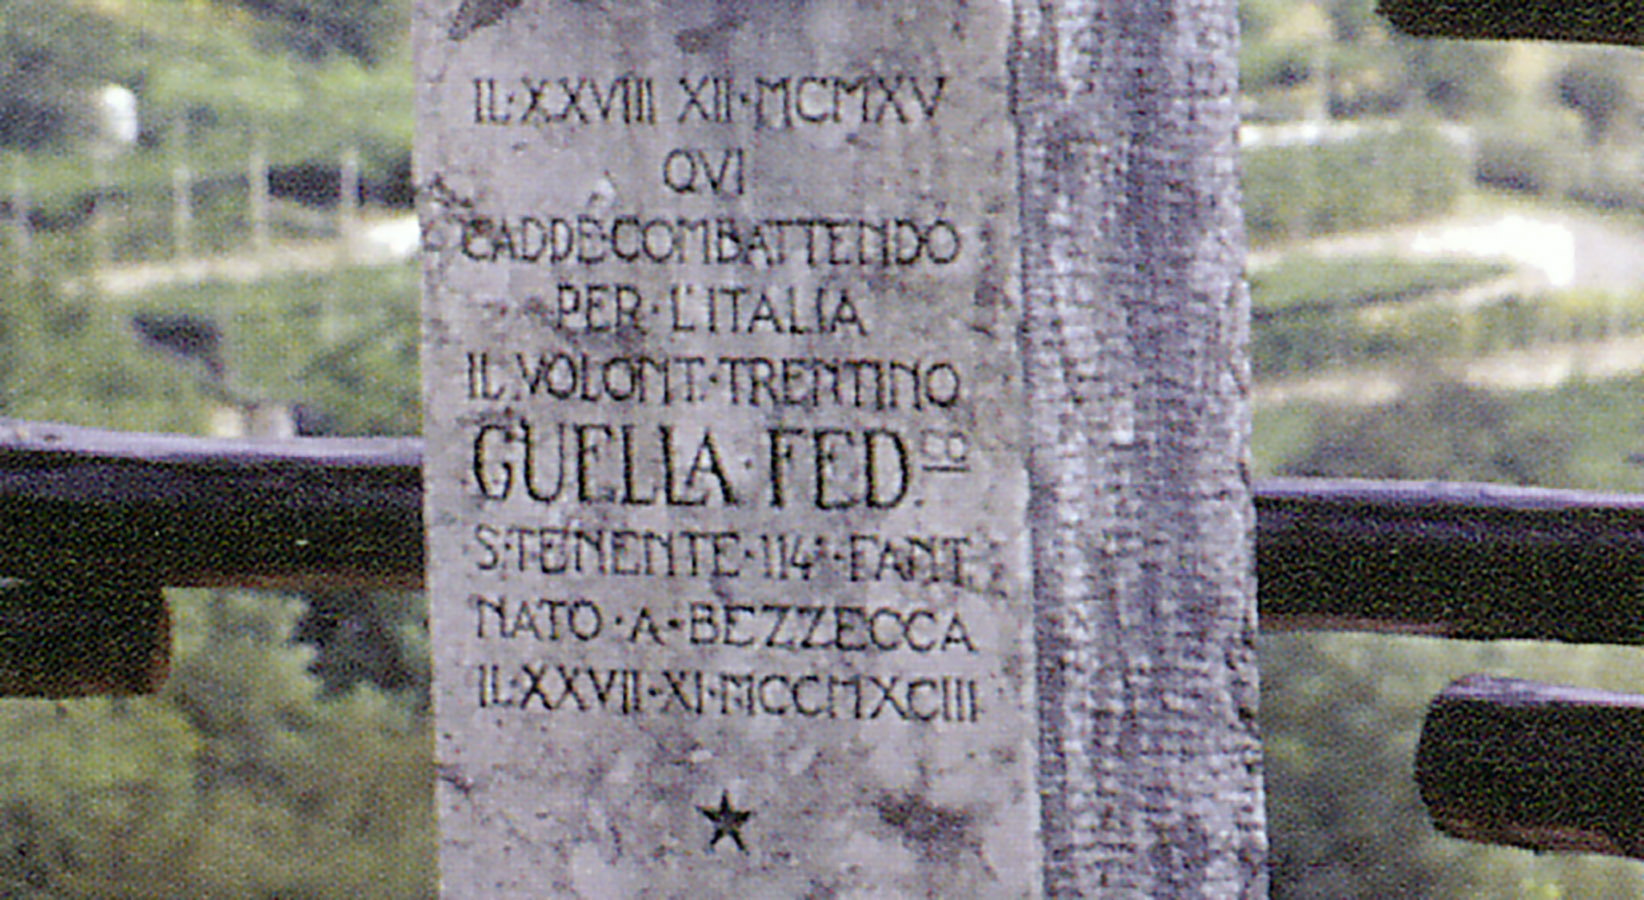 IL·XXVIII XII·MCMXV
QVI
CADDE COMBATTENDO
PER·L'ITALIA
IL VOLONT·TRENTINO
GUELLA·FED.CO
S·TENENTE·114°·FANT
NATO·A·BEZZECCA
IL·XXVII·XI·MCCMXCIII